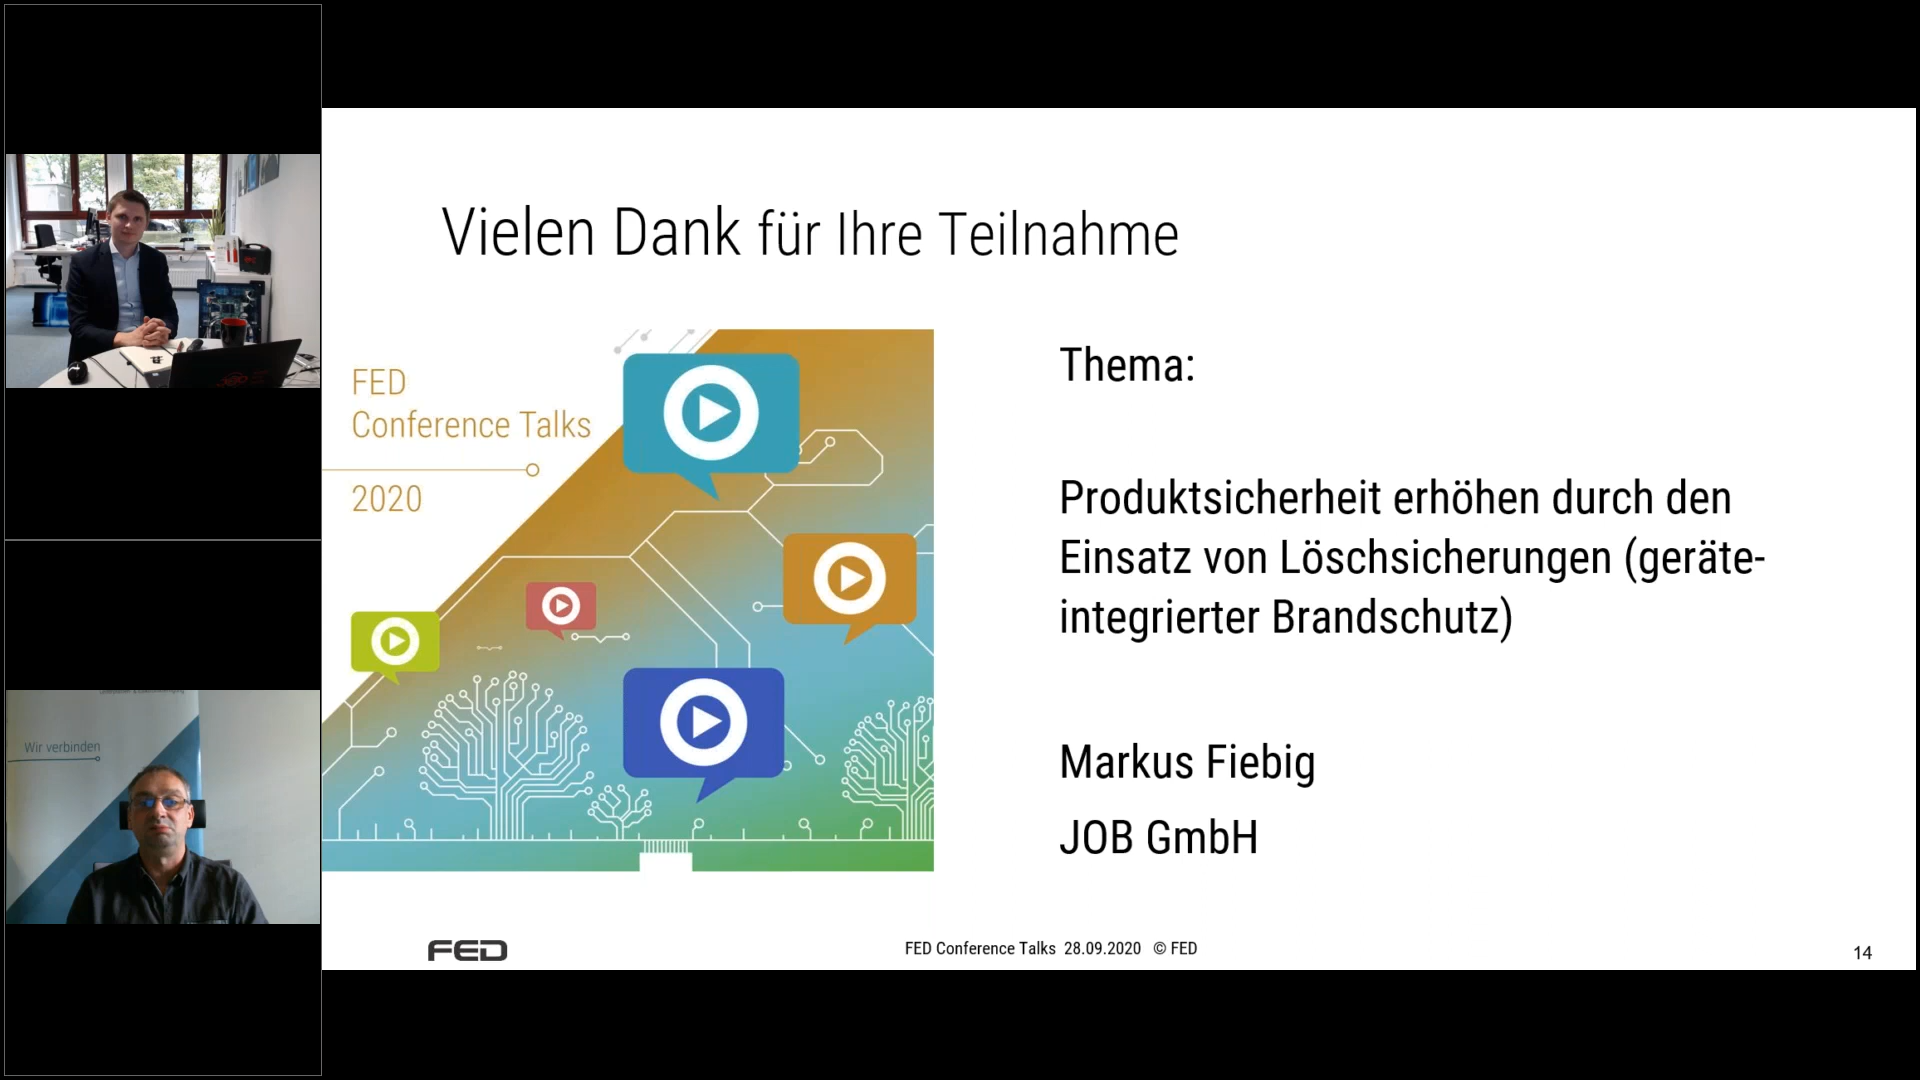 Vielen Dank für Ihre Teilnahme
FED
Conference Talks
2020
Thema:
Produktsicherheit erhöhen durch den
Einsatz von Löschsicherungen (geräte-
integrierter Brandschutz)
Markus Fiebig
JOB GmbH
Wir verbinden
FED
FED Conference Talks 28.09.2020 © FED
14